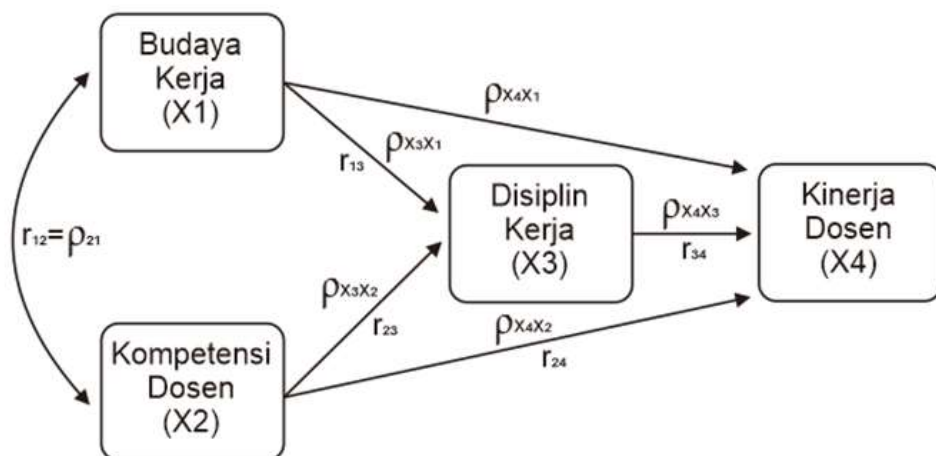 Budaya
Kerja
(X1)
ρx₄x₁
ρx₃x₁
r₁₃
Disiplin
Kerja
(X3)
ρx₄x₃
r₃₄
Kinerja
Dosen
(X4)
r₁₂=ρ₂₁
ρx₃x₂
r₂₃
ρx₄x₂
r₂₄
Kompetensi
Dosen
(X2)